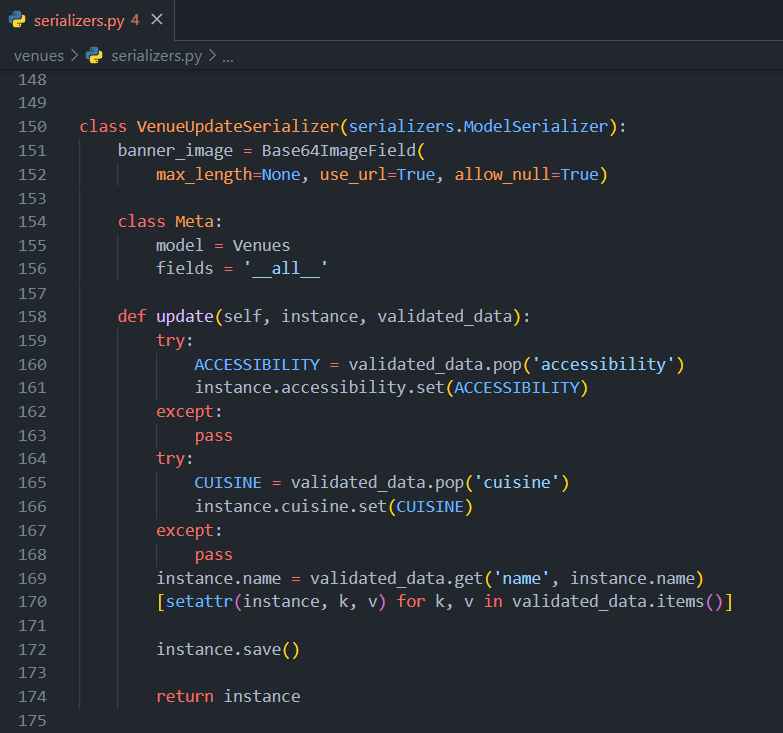 serializers.py 4 ×
venues > serializers.py > ...
148
149
150 class VenueUpdateSerializer(serializers.ModelSerializer):
151     banner_image = Base64ImageField(
152         max_length=None, use_url=True, allow_null=True)
153
154     class Meta:
155         model = Venues
156         fields = '__all__'
157
158     def update(self, instance, validated_data):
159         try:
160             ACCESSIBILITY = validated_data.pop('accessibility')
161             instance.accessibility.set(ACCESSIBILITY)
162         except:
163             pass
164         try:
165             CUISINE = validated_data.pop('cuisine')
166             instance.cuisine.set(CUISINE)
167         except:
168             pass
169         instance.name = validated_data.get('name', instance.name)
170         [setattr(instance, k, v) for k, v in validated_data.items()]
171
172         instance.save()
173
174         return instance
175